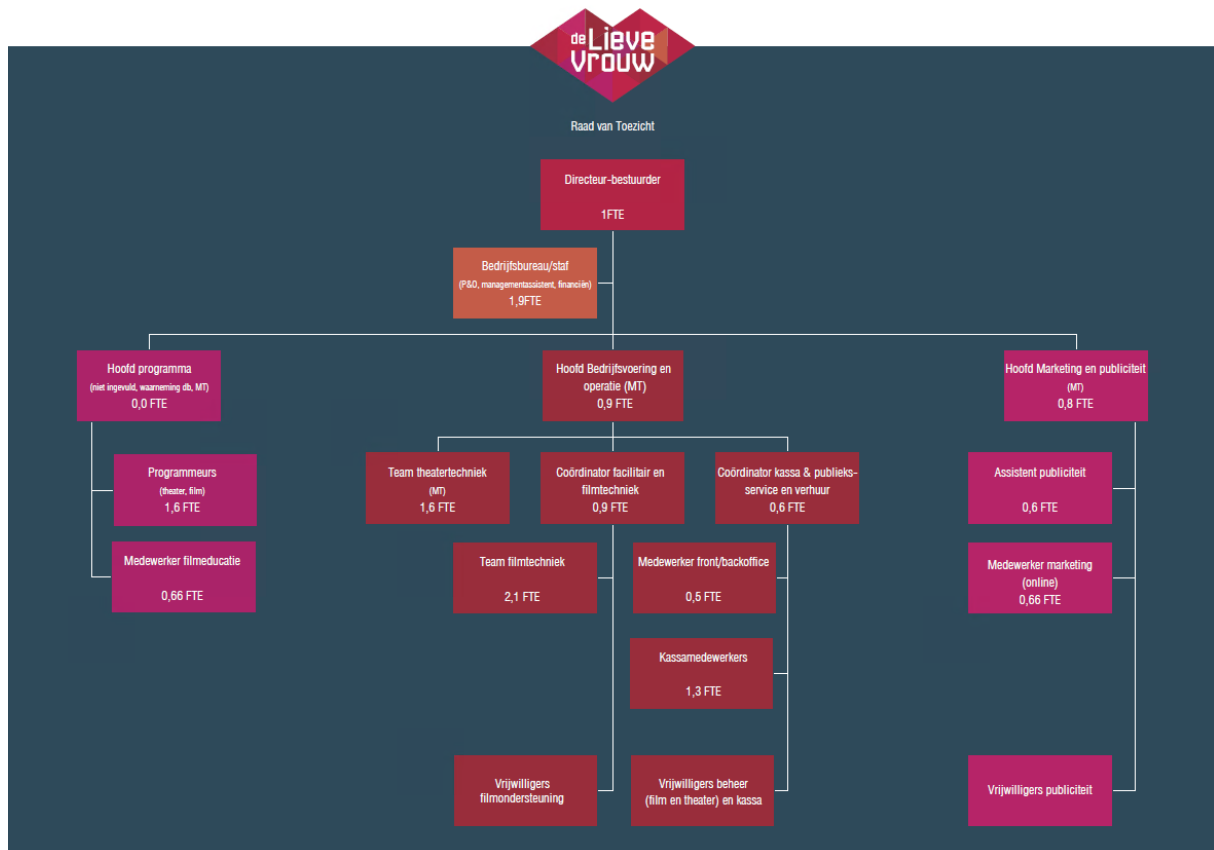 de Lieve
Vrouw
Raad van Toezicht
Directeur-bestuurder
1FTE
Bedrijfsbureau/staf
(P&O, managementassistent, financiën)
1,9FTE
Hoofd programma
(niet ingevuld, waarneming db, MT)
0,0 FTE
Hoofd Bedrijfsvoering en
operatie (MT)
0,9 FTE
Hoofd Marketing en publiciteit
(MT)
0,8 FTE
Programmeurs
(theater, film)
1,6 FTE
Team theatertechniek
(MT)
1,6 FTE
Coördinator facilitair en
filmtechniek
0,9 FTE
Coördinator kassa & publieks-
service en verhuur
0,6 FTE
Assistent publiciteit
0,6 FTE
Medewerker filmeducatie
0,66 FTE
Team filmtechniek
2,1 FTE
Medewerker front/backoffice
0,5 FTE
Medewerker marketing
(online)
0,66 FTE
Kassamedewerkers
1,3 FTE
Vrijwilligers
filmondersteuning
Vrijwilligers beheer
(film en theater) en kassa
Vrijwilligers publiciteit